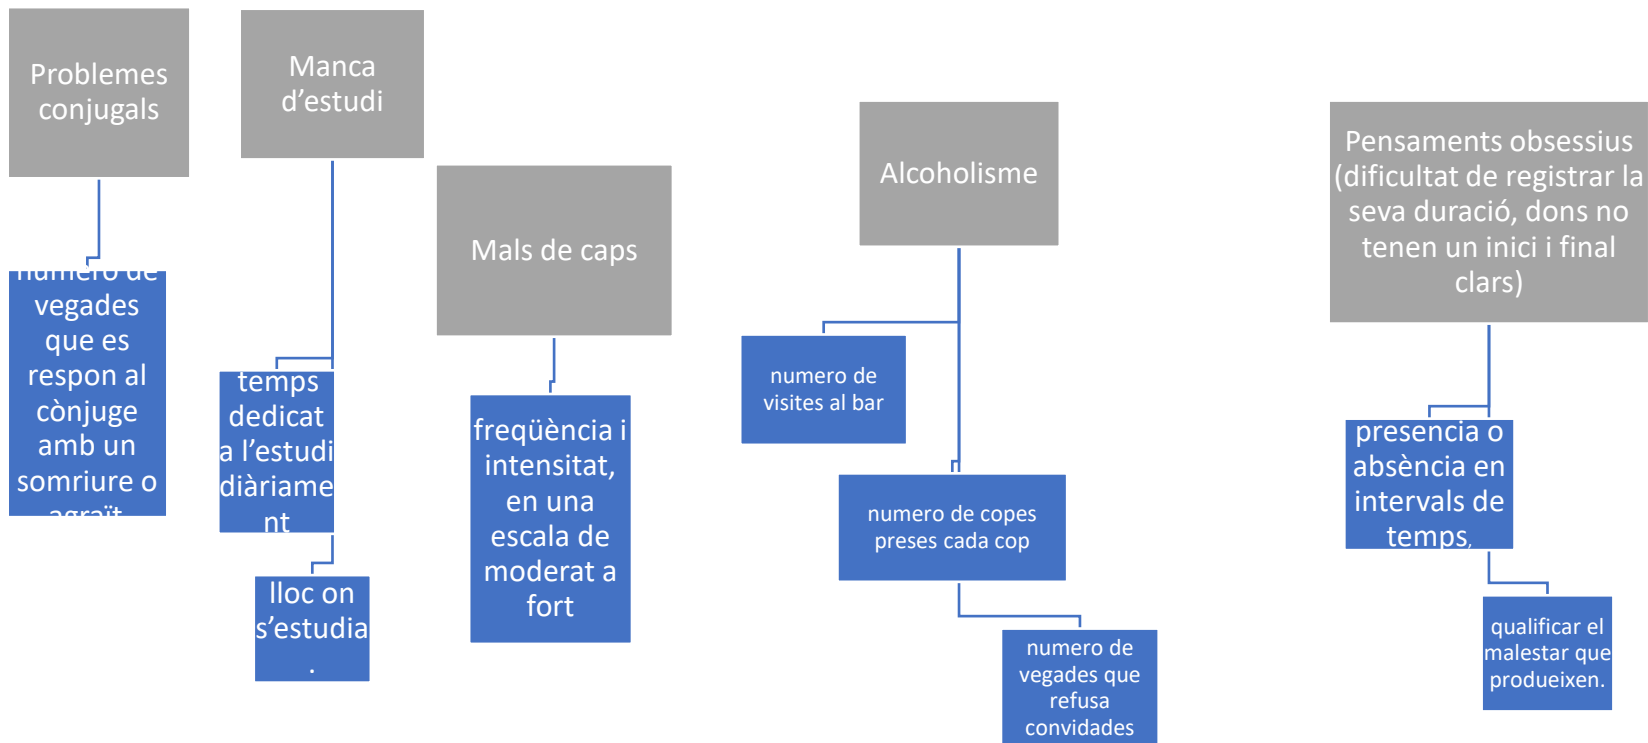 Problemes
conjugals
numero de
vegades
que es
respon al
cònjuge
amb un
somriure o
agraït
Manca
d’estudi
temps
dedicat
a l’estudi
diàriame
nt
lloc on
s’estudia
.
Mals de caps
freqüència i
intensitat,
en una
escala de
moderat a
fort
Alcoholisme
numero de
visites al bar
numero de copes
preses cada cop
numero de
vegades que
refusa
convidades
Pensaments obsessius
(dificultat de registrar la
seva duració, dons no
tenen un inici i final
clars)
presencia o
absència en
intervals de
temps,
qualificar el
malestar que
produeixen.